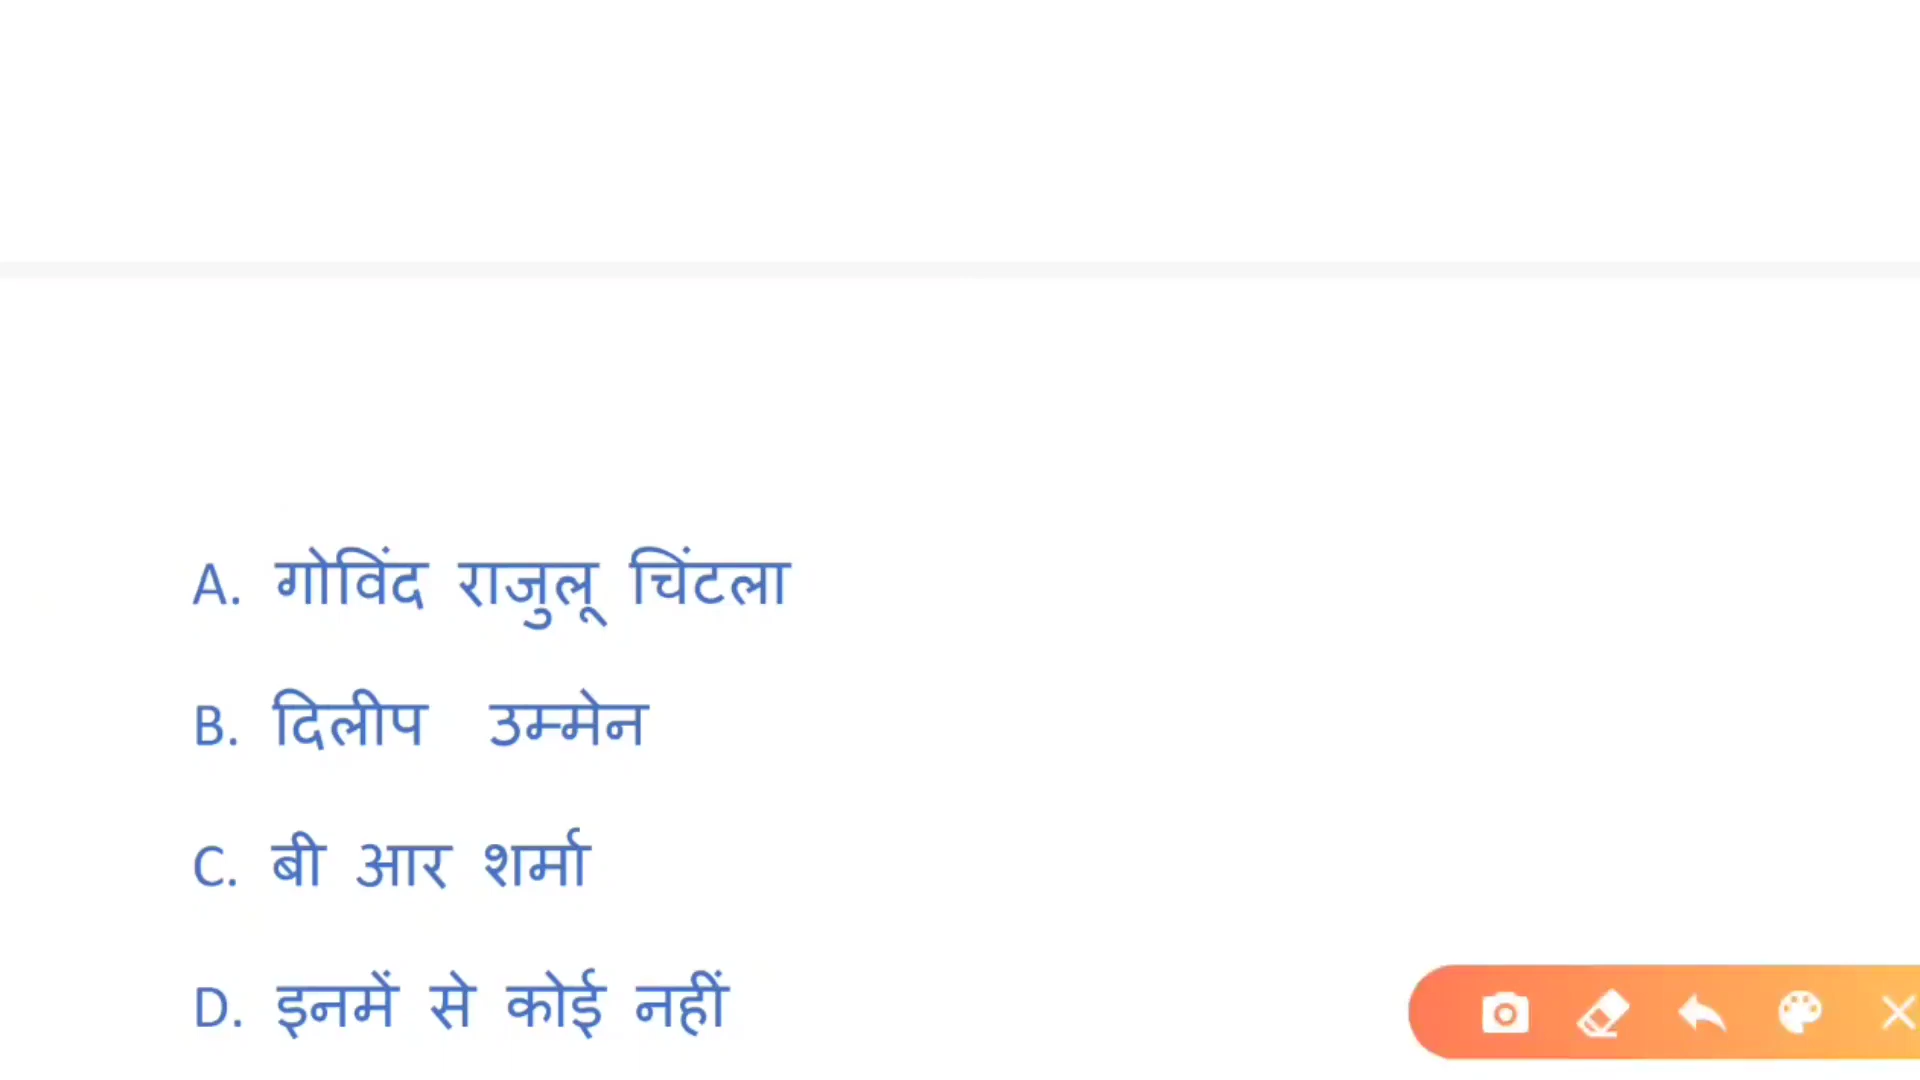 A. गोविंद राजुलू चिंटला
B. दिलीप उम्मेन
C. बी आर शर्मा
D. इनमें से कोई नहीं